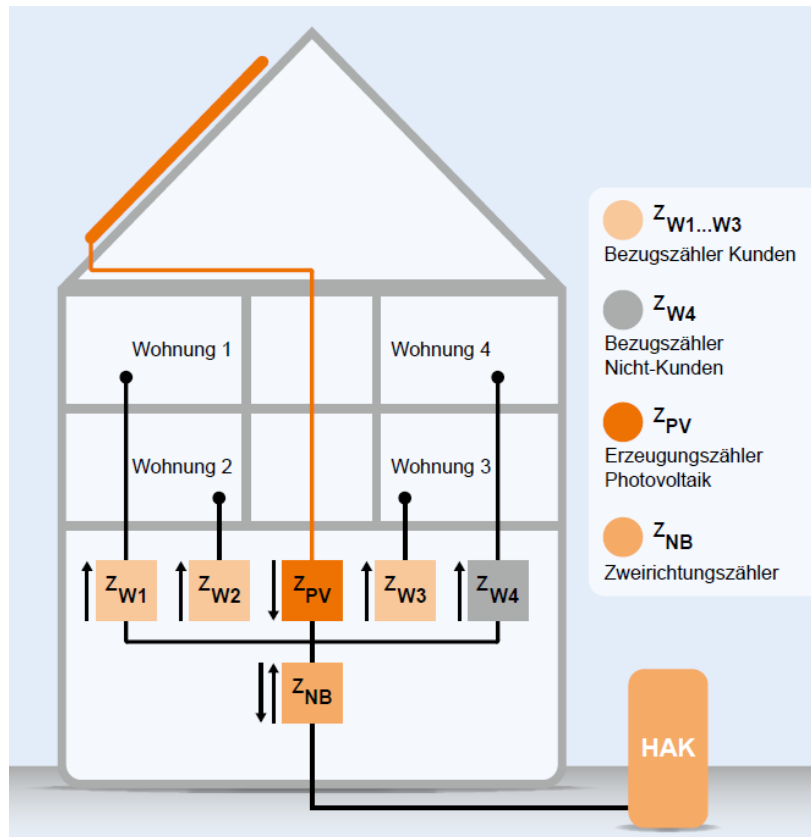 Wohnung 1
Wohnung 4
Wohnung 2
Wohnung 3
ZW1
ZW2
ZPV
ZW3
ZW4
ZNB
HAK
ZW1...W3
Bezugszähler Kunden
ZW4
Bezugszähler
Nicht-Kunden
ZPV
Erzeugungszähler
Photovoltaik
ZNB
Zweirichtungszähler